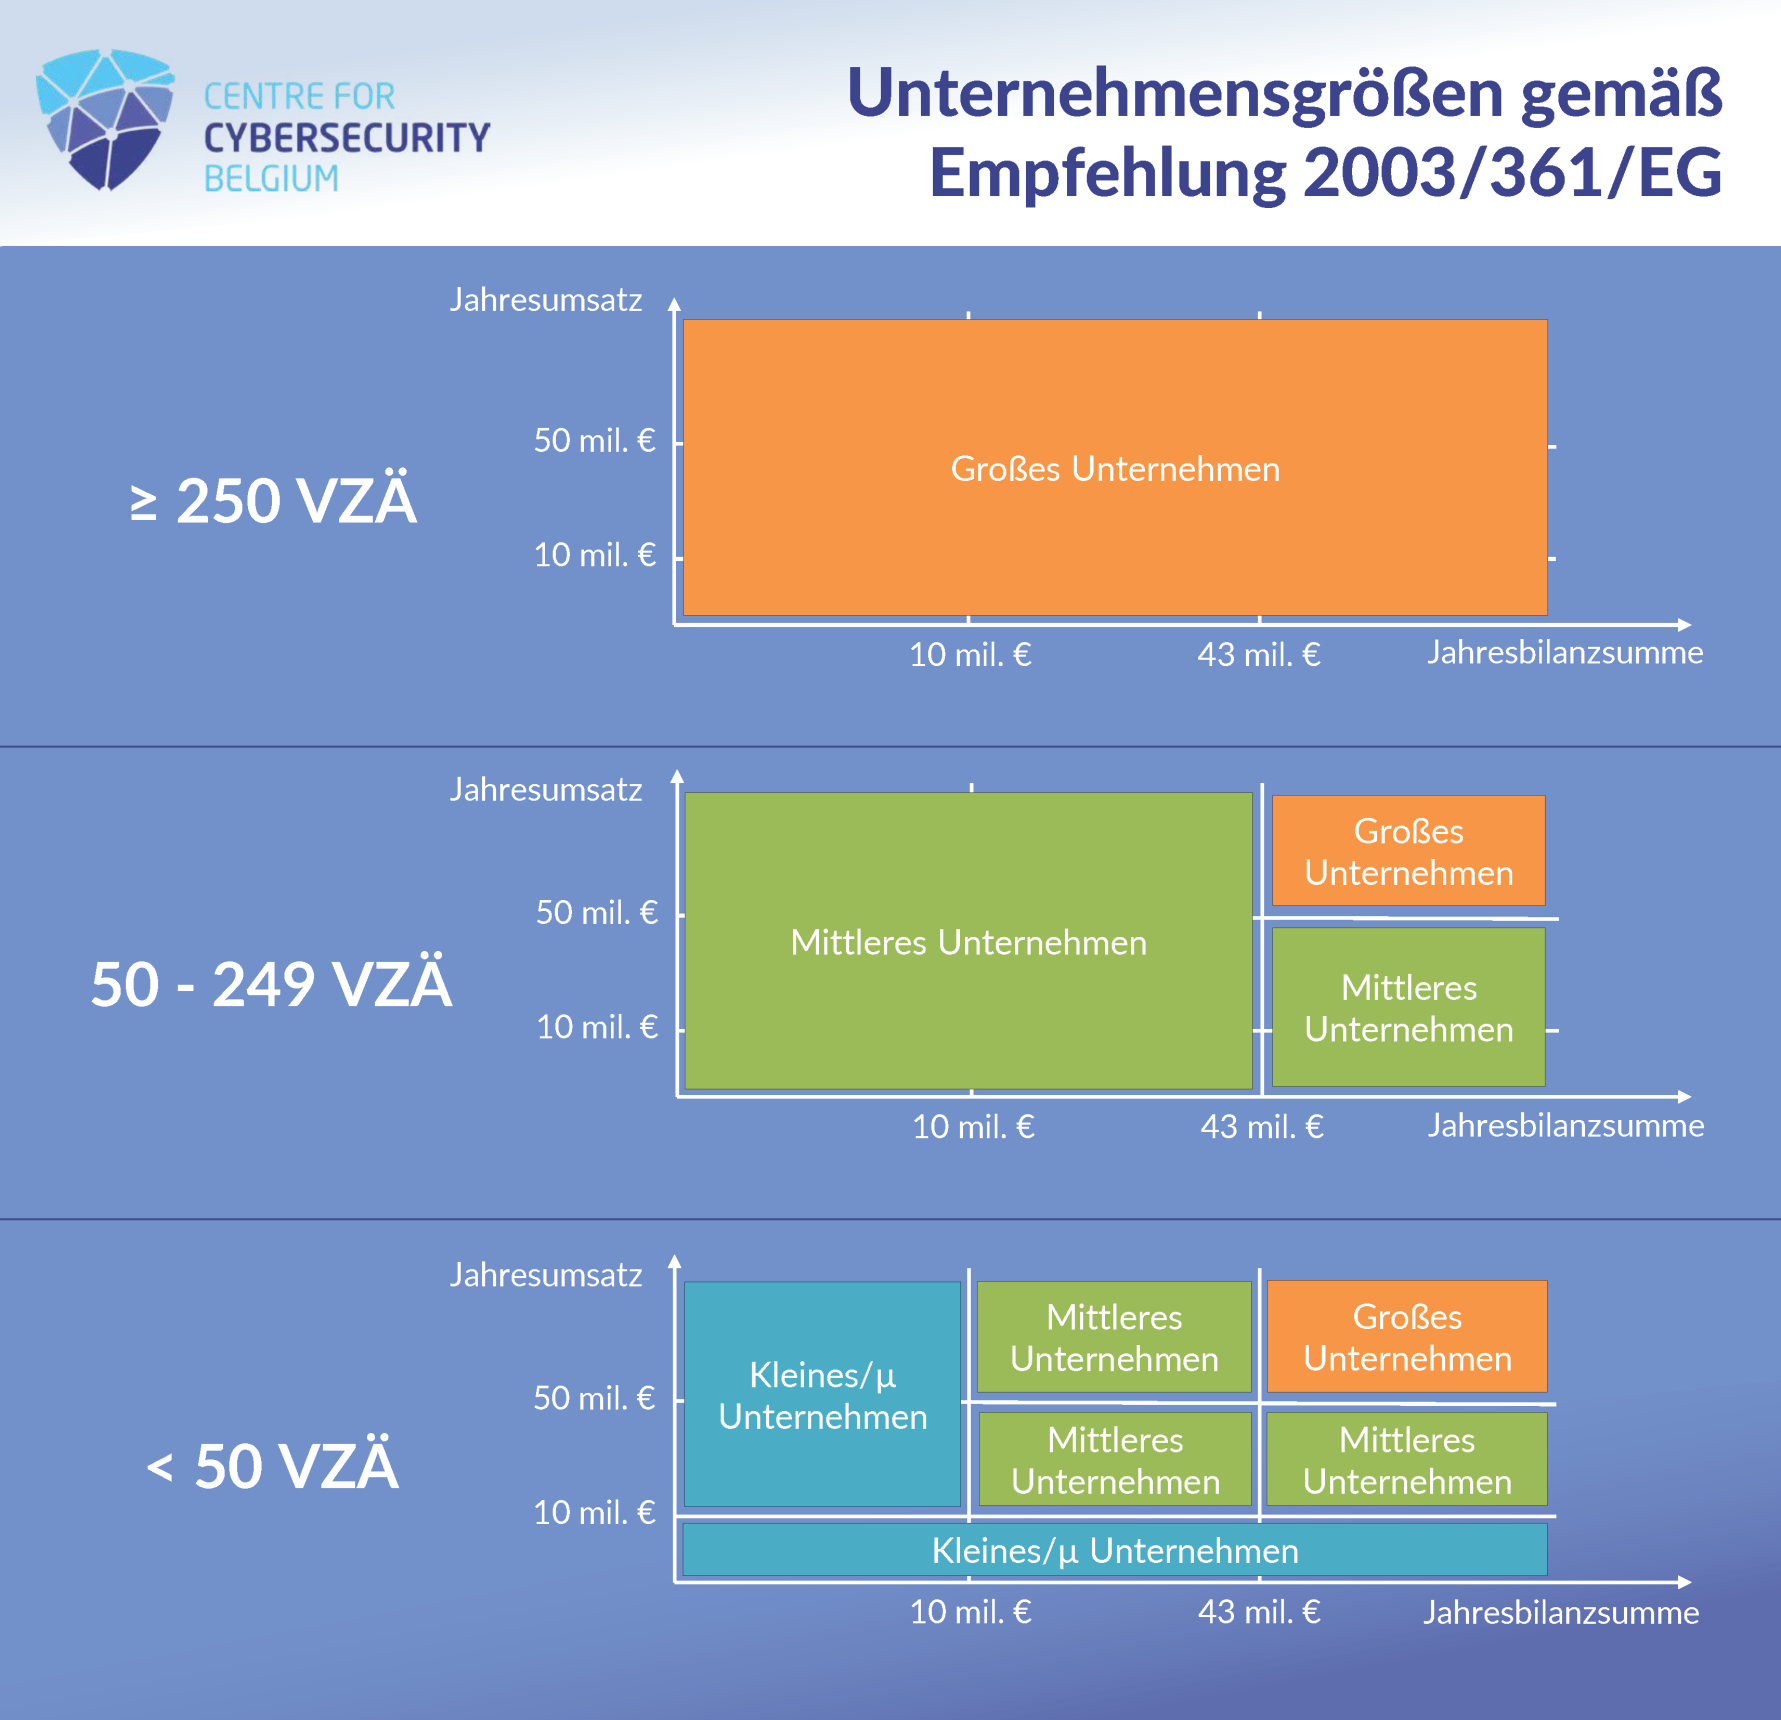 CENTRE FOR
CYBERSECURITY
BELGIUM
Unternehmensgrößen gemäß
Empfehlung 2003/361/EG
≥ 250 VZÄ
Jahresumsatz
50 mil. €
10 mil. €
Großes Unternehmen
10 mil. €
43 mil. €
Jahresbilanzsumme
50 - 249 VZÄ
Jahresumsatz
50 mil. €
10 mil. €
Mittleres Unternehmen
Großes
Unternehmen
Mittleres
Unternehmen
10 mil. €
43 mil. €
Jahresbilanzsumme
< 50 VZÄ
Jahresumsatz
50 mil. €
10 mil. €
Kleines/µ
Unternehmen
Mittleres
Unternehmen
Großes
Unternehmen
Mittleres
Unternehmen
Mittleres
Unternehmen
Kleines/µ Unternehmen
10 mil. €
43 mil. €
Jahresbilanzsumme